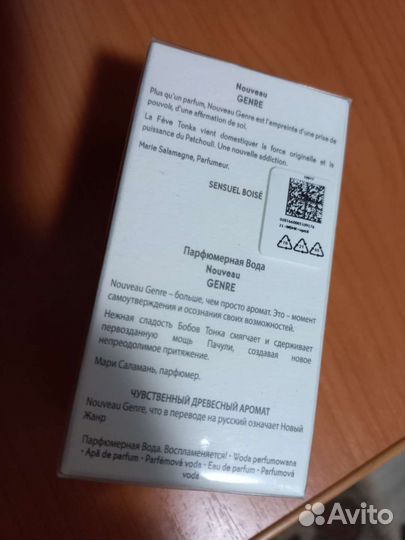 Nouveau
GENRE
Plus qu'un parfum, Nouveau Genre est l'empreinte d'une prise de
pouvoir, d'une affirmation de soi.
La Fève Tonka vient domestiquer la force originelle et la
puissance du Patchouli. Une nouvelle addiction.
Marie Salamagne, Parfumeur.
SENSUEL BOISÉ
Парфюмерная Вода
Nouveau
GENRE
Nouveau Genre – больше, чем просто аромат. Это – момент
самоутверждения и осознания своих возможностей.
Нежная сладость Бобов Тонка смягчает и сдерживает
первозданную мощь Пачули, создавая новое
непреодолимое притяжение.
Мари Саламань, парфюмер.
ЧУВСТВЕННЫЙ ДРЕВЕСНЫЙ АРОМАТ
Nouveau Genre, что в переводе на русский означает Новый
Жанр
Парфюмерная Вода. Воспламеняется! • Woda perfumowana
• Apă de parfum • Parfémová voda • Eau de parfum • Parfumová
voda
Avito